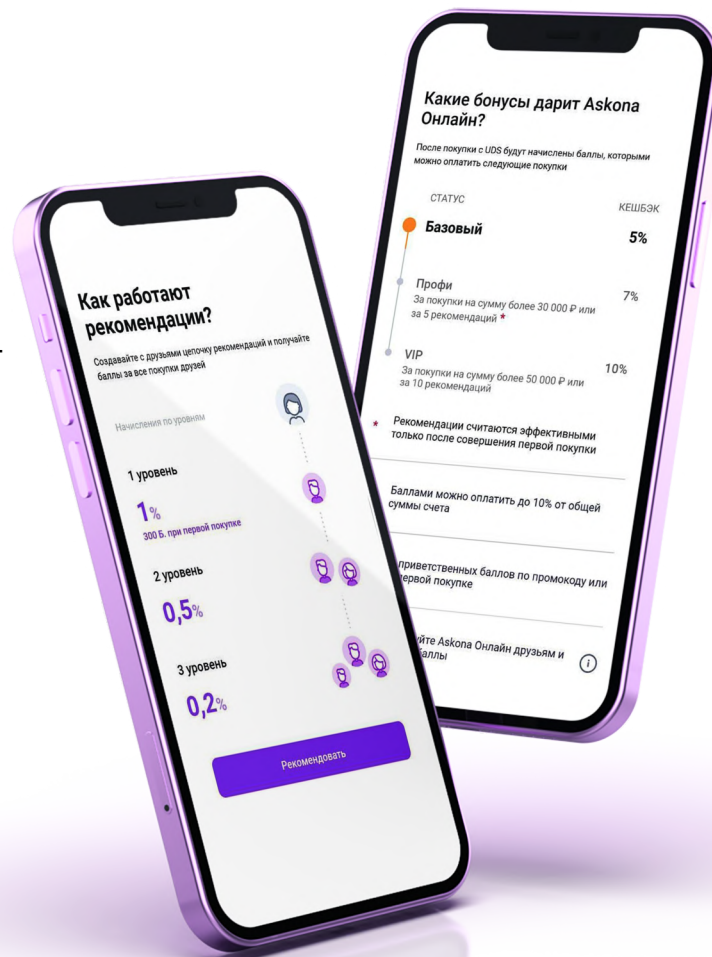 Как работают
рекомендации?
Создавайте с друзьями цепочку рекомендаций и получайте
баллы за все покупки друзей
Начисления по уровням
1 уровень
1%
300 Б. при первой покупке
2 уровень
0,5%
3 уровень
0,2%
Рекомендовать
Какие бонусы дарит Askona
Онлайн?
После покупки с UDS будут начислены баллы, которыми
можно оплатить следующие покупки
СТАТУС КЕШБЭК
Базовый 5%
Профи 7%
За покупки на сумму более 30 000 ₽ или
за 5 рекомендаций *
VIP 10%
За покупки на сумму более 50 000 ₽ или
за 10 рекомендаций
* Рекомендации считаются эффективными
только после совершения первой покупки
Баллами можно оплатить до 10% от общей
суммы счета
приветственных баллов по промокоду или
покупке
Askona Онлайн друзьям и